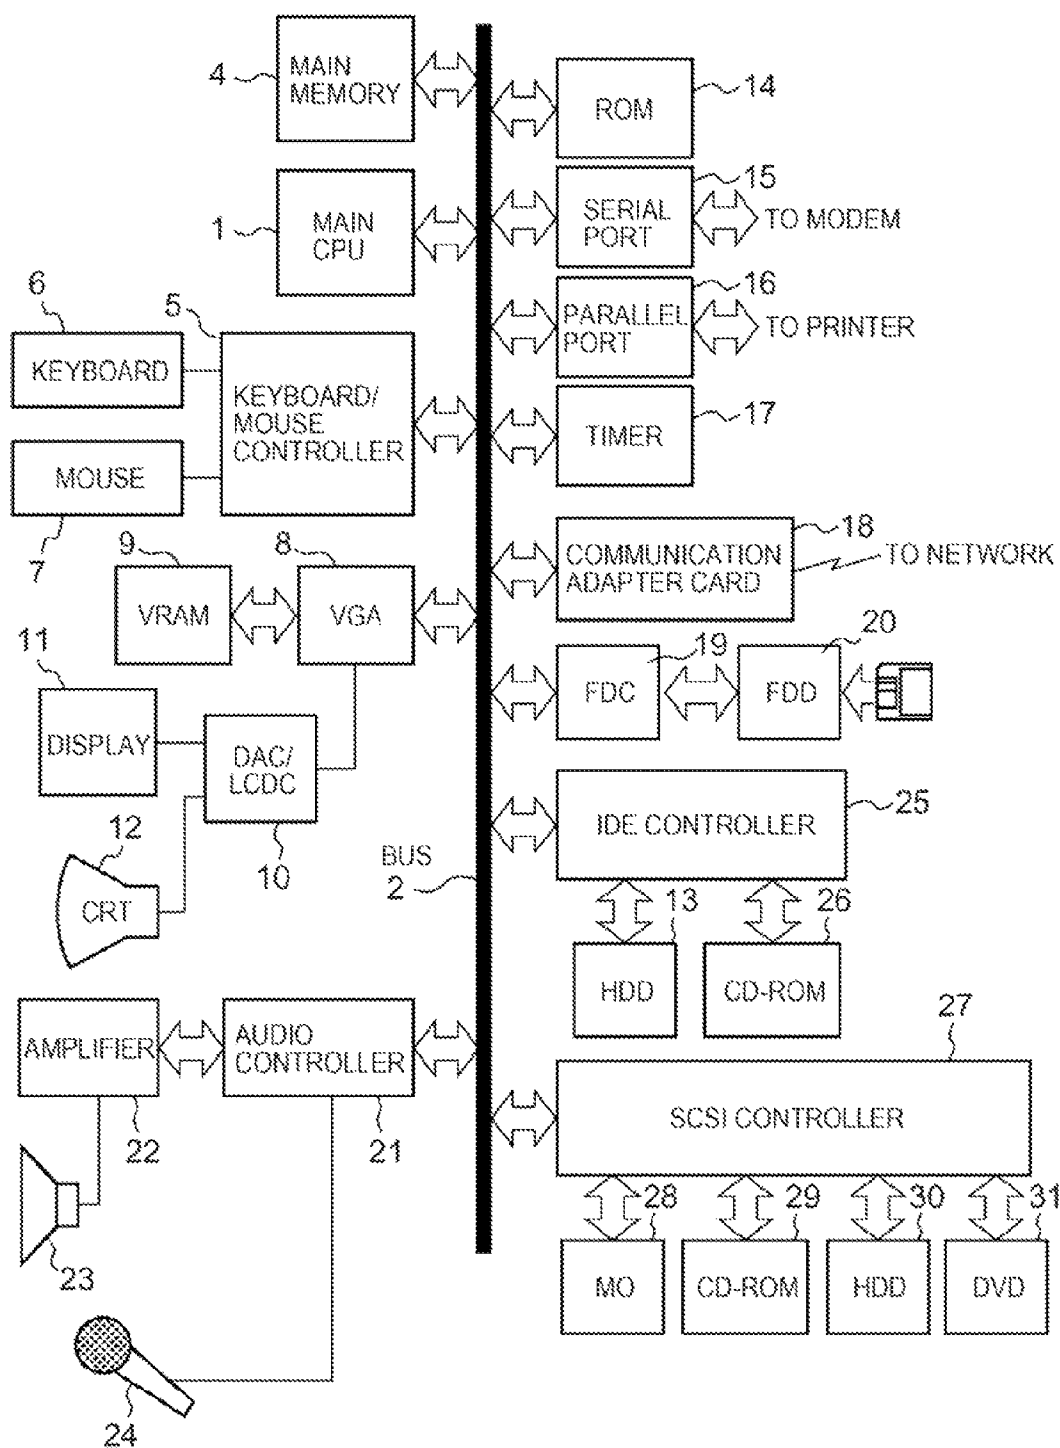 4
MAIN
MEMORY
14
ROM
1
MAIN
CPU
15
SERIAL
PORT
TO MODEM
6
KEYBOARD
5
KEYBOARD/
MOUSE
CONTROLLER
16
PARALLEL
PORT
TO PRINTER
MOUSE
7
17
TIMER
9
VRAM
8
VGA
18
COMMUNICATION
ADAPTER CARD
TO NETWORK
11
DISPLAY
DAC/
LCDC
10
19
FDC
20
FDD
12
CRT
BUS
2
25
IDE CONTROLLER
13
HDD
26
CD-ROM
AMPLIFIER
22
AUDIO
CONTROLLER
21
27
SCSI CONTROLLER
23
28
MO
29
CD-ROM
30
HDD
31
DVD
24